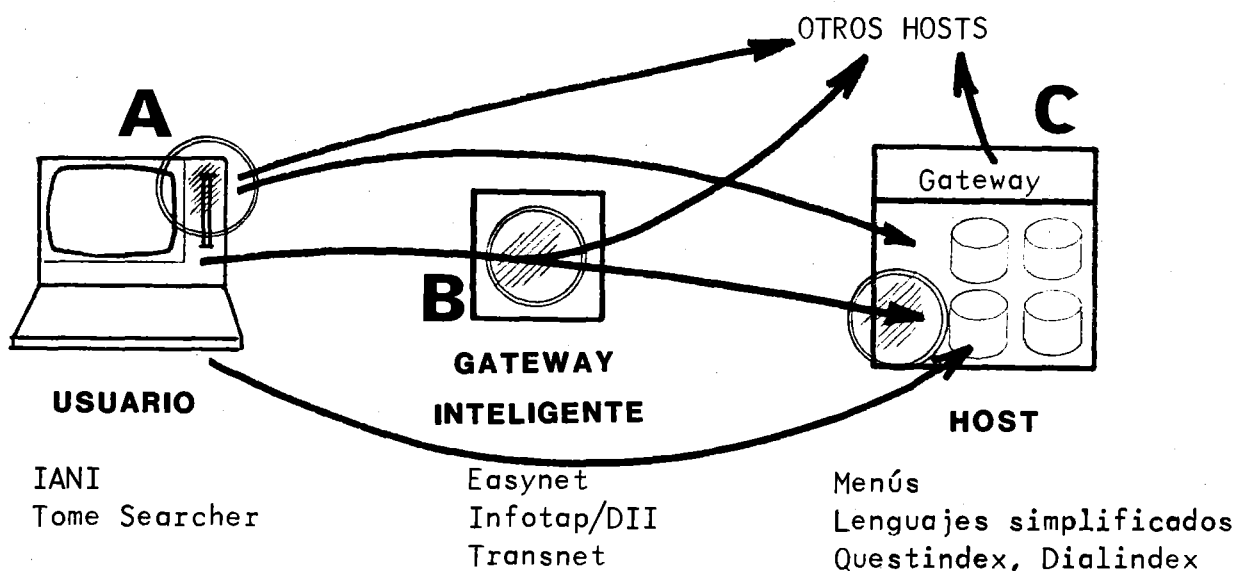 OTROS HOSTS
A
C
Gateway
B
GATEWAY
INTELIGENTE
USUARIO
HOST
IANI
Tome Searcher
Easynet
Infotap/DII
Transnet
Menús
Lenguajes simplificados
Questindex, Dialindex